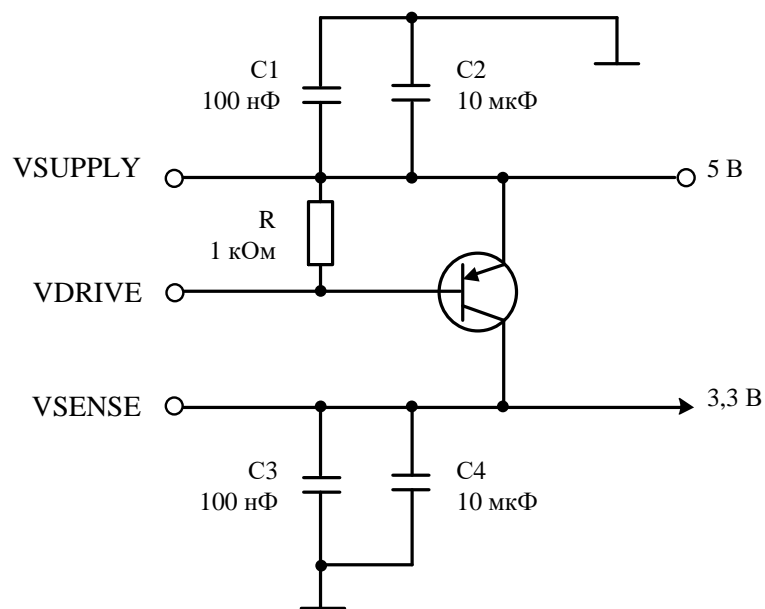 C1
100 нФ
C2
10 мкФ
VSUPPLY
5 В
R
1 кОм
VDRIVE
VSENSE
3,3 В
C3
100 нФ
C4
10 мкФ